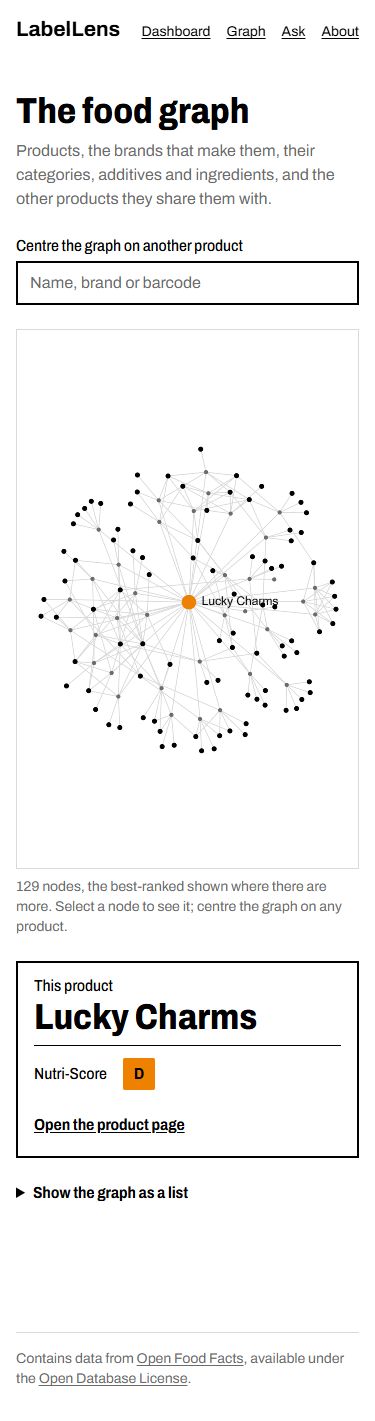 LabelLens Dashboard Graph Ask About
The food graph
Products, the brands that make them, their
categories, additives and ingredients, and the
other products they share them with.
Centre the graph on another product
Name, brand or barcode
Lucky Charms
129 nodes, the best-ranked shown where there are
more. Select a node to see it; centre the graph on any
product.
This product
Lucky Charms
Nutri-Score D
Open the product page
Show the graph as a list
Contains data from Open Food Facts, available under
the Open Database License.